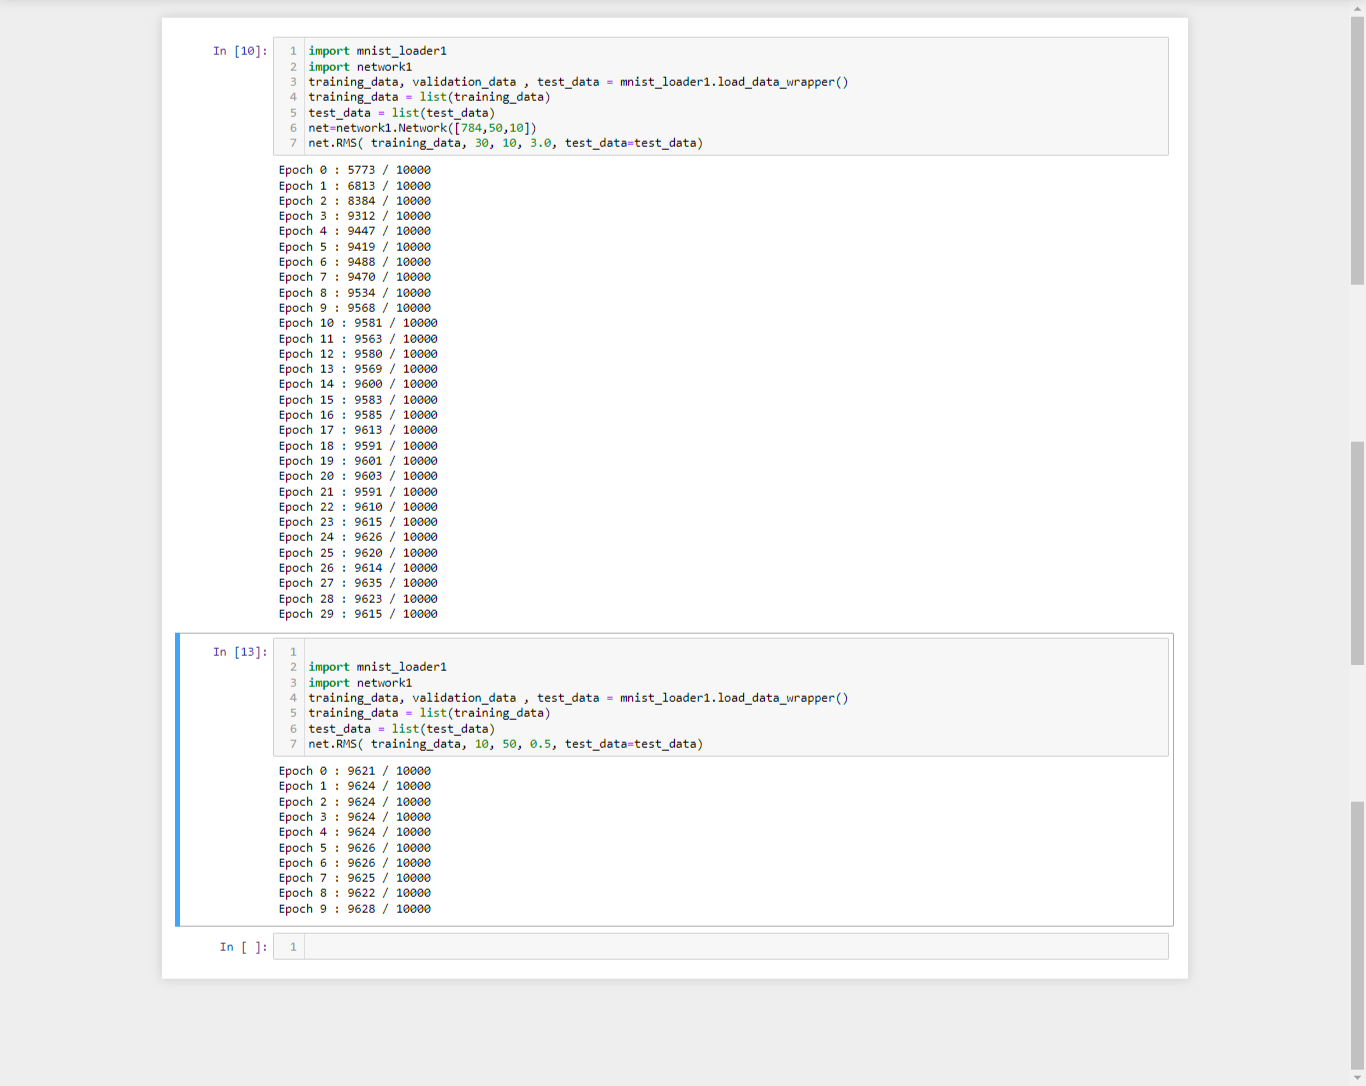 In [10]:
1 import mnist_loader1
2 import network1
3 training_data, validation_data , test_data = mnist_loader1.load_data_wrapper()
4 training_data = list(training_data)
5 test_data = list(test_data)
6 net=network1.Network([784,50,10])
7 net.RMS( training_data, 30, 10, 3.0, test_data=test_data)
Epoch 0 : 5773 / 10000
Epoch 1 : 6813 / 10000
Epoch 2 : 8384 / 10000
Epoch 3 : 9312 / 10000
Epoch 4 : 9447 / 10000
Epoch 5 : 9419 / 10000
Epoch 6 : 9488 / 10000
Epoch 7 : 9470 / 10000
Epoch 8 : 9534 / 10000
Epoch 9 : 9568 / 10000
Epoch 10 : 9581 / 10000
Epoch 11 : 9563 / 10000
Epoch 12 : 9580 / 10000
Epoch 13 : 9569 / 10000
Epoch 14 : 9600 / 10000
Epoch 15 : 9583 / 10000
Epoch 16 : 9585 / 10000
Epoch 17 : 9613 / 10000
Epoch 18 : 9591 / 10000
Epoch 19 : 9601 / 10000
Epoch 20 : 9603 / 10000
Epoch 21 : 9591 / 10000
Epoch 22 : 9610 / 10000
Epoch 23 : 9615 / 10000
Epoch 24 : 9626 / 10000
Epoch 25 : 9620 / 10000
Epoch 26 : 9614 / 10000
Epoch 27 : 9635 / 10000
Epoch 28 : 9623 / 10000
Epoch 29 : 9615 / 10000
In [13]:
1
2 import mnist_loader1
3 import network1
4 training_data, validation_data , test_data = mnist_loader1.load_data_wrapper()
5 training_data = list(training_data)
6 test_data = list(test_data)
7 net.RMS( training_data, 10, 50, 0.5, test_data=test_data)
Epoch 0 : 9621 / 10000
Epoch 1 : 9624 / 10000
Epoch 2 : 9624 / 10000
Epoch 3 : 9624 / 10000
Epoch 4 : 9624 / 10000
Epoch 5 : 9626 / 10000
Epoch 6 : 9626 / 10000
Epoch 7 : 9625 / 10000
Epoch 8 : 9622 / 10000
Epoch 9 : 9628 / 10000
In [ ]:
1